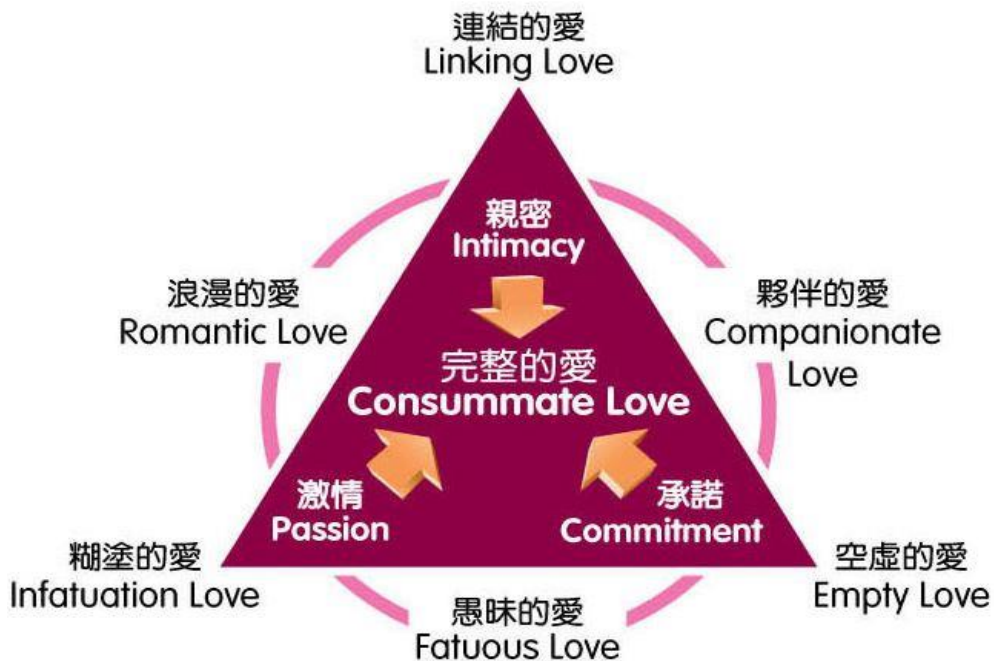 連結的愛
Linking Love
親密
Intimacy
浪漫的愛
Romantic Love
夥伴的愛
Companionate
Love
完整的愛
Consummate Love
激情
Passion
承諾
Commitment
糊塗的愛
Infatuation Love
愚昧的愛
Fatuous Love
空虛的愛
Empty Love